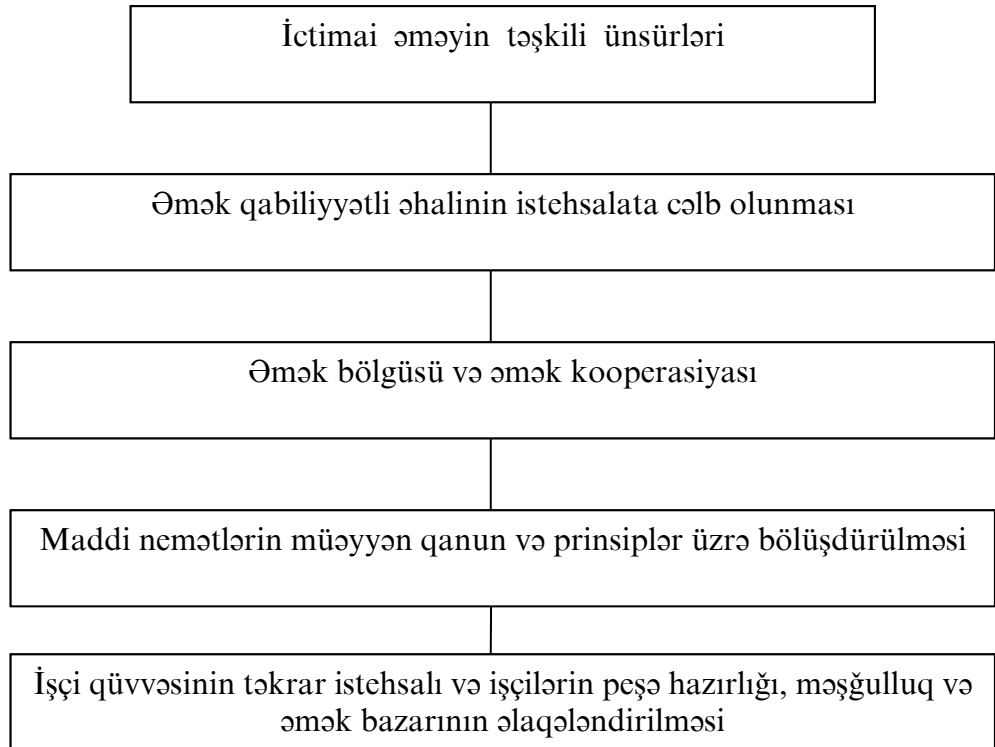 İctimai əməyin təşkili ünsürləri
Əmək qabiliyyətli əhalinin istehsalata cəlb olunması
Əmək bölgüsü və əmək kooperasiyası
Maddi nemətlərin müəyyən qanun və prinsiplər üzrə bölüşdürülməsi
İşçi qüvvəsinin təkrar istehsalı və işçilərin peşə hazırlığı, məşğulluq və
əmək bazarının əlaqələndirilməsi